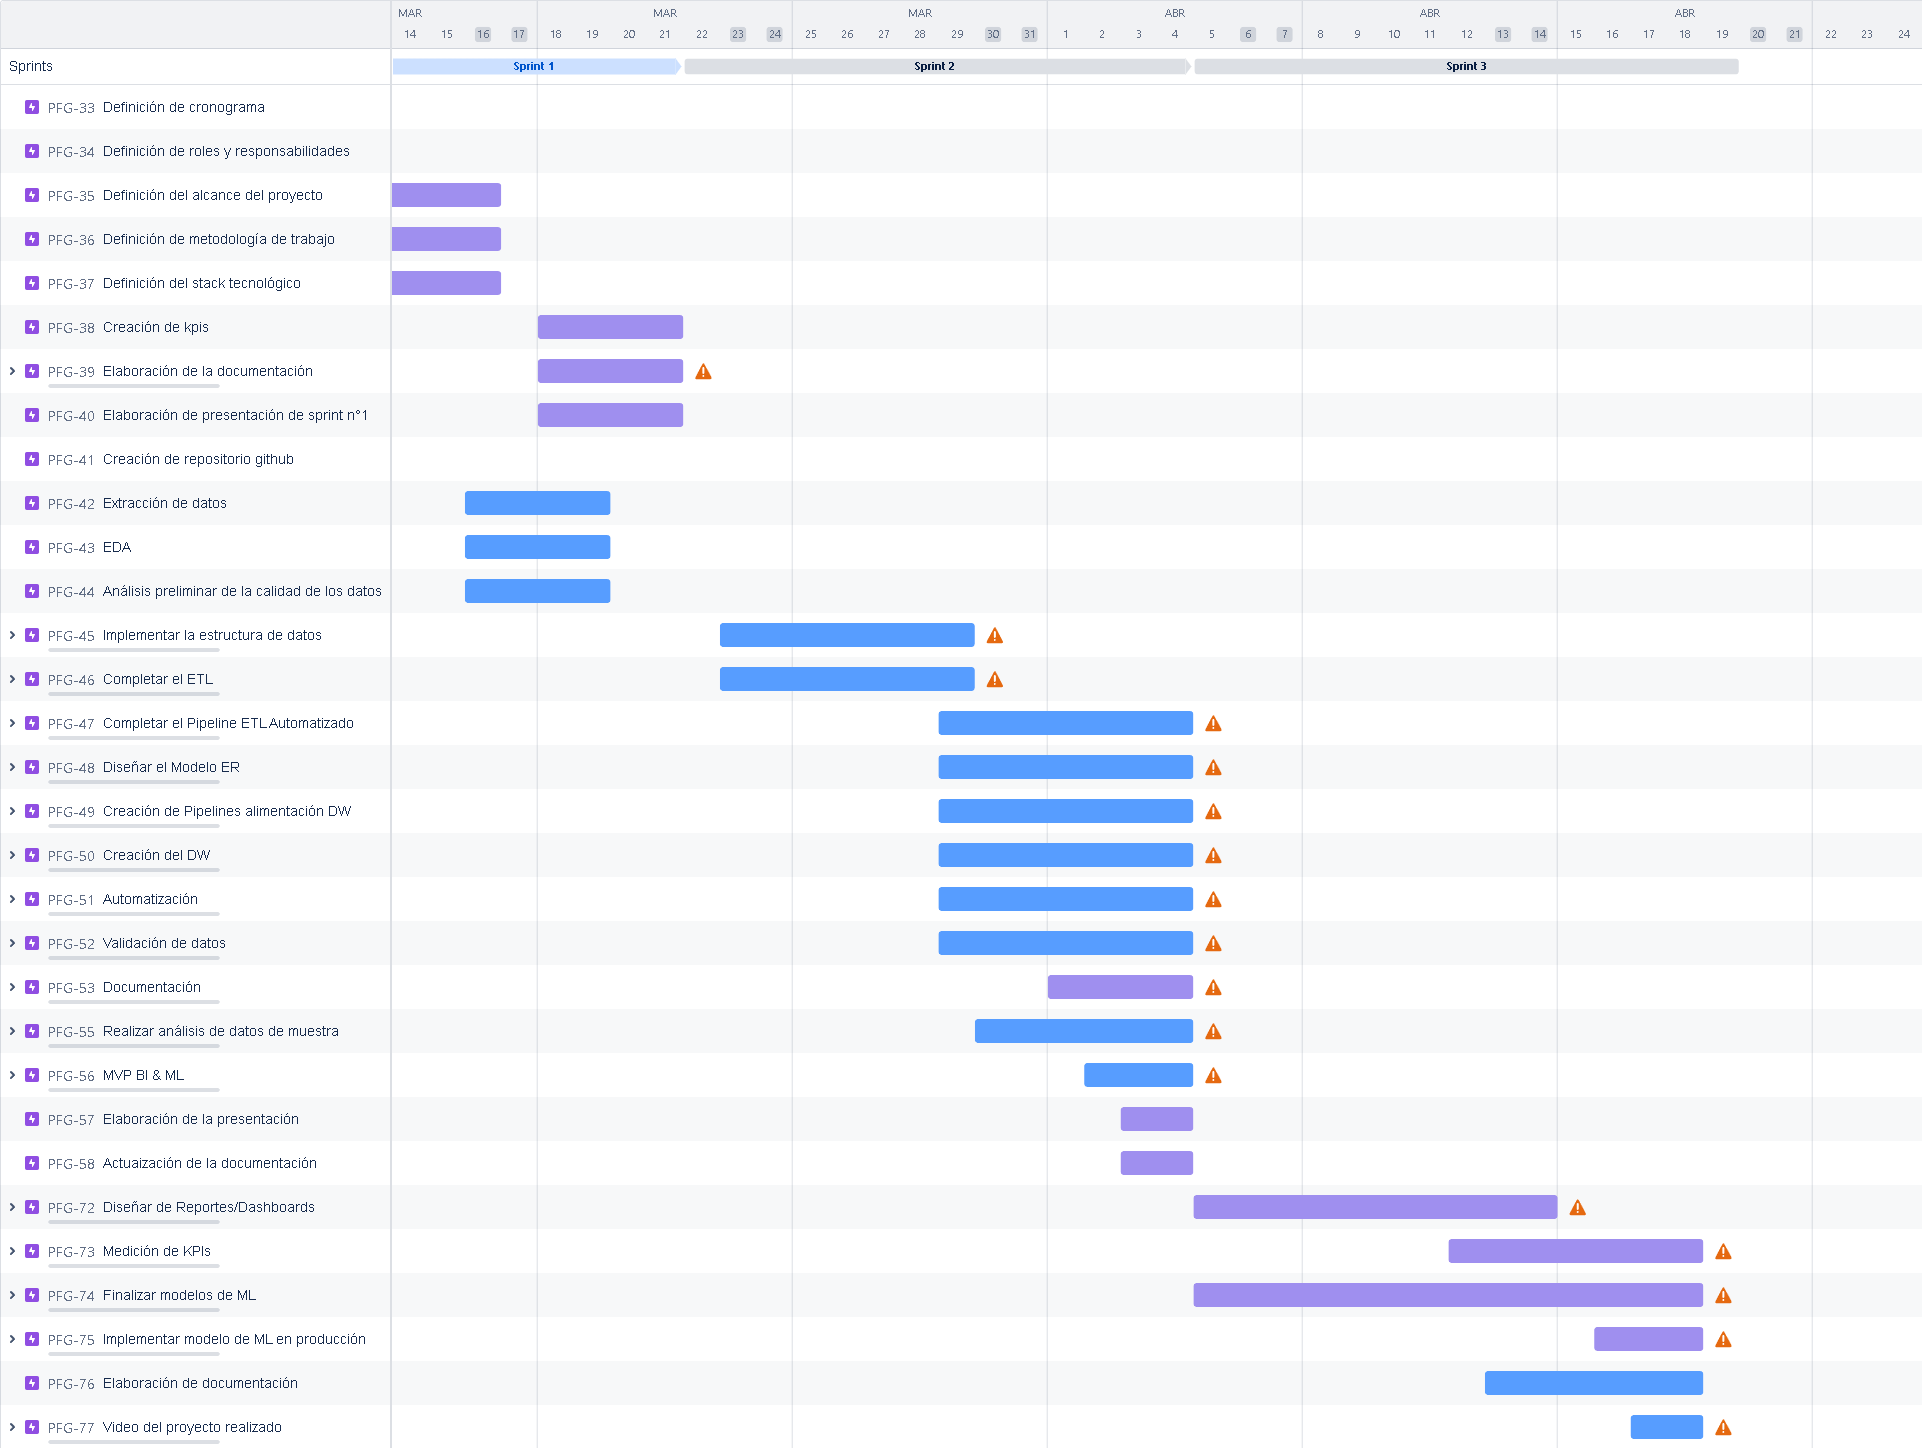 MAR MAR MAR ABR ABR ABR
14 15 16 17 18 19 20 21 22 23 24 25 26 27 28 29 30 31 1 2 3 4 5 6 7 8 9 10 11 12 13 14 15 16 17 18 19 20 21 22 23 24
Sprints Sprint 1 Sprint 2 Sprint 3
PFG-33 Definición de cronograma
PFG-34 Definición de roles y responsabilidades
PFG-35 Definición del alcance del proyecto
PFG-36 Definición de metodología de trabajo
PFG-37 Definición del stack tecnológico
PFG-38 Creación de kpis
PFG-39 Elaboración de la documentación
PFG-40 Elaboración de presentación de sprint n°1
PFG-41 Creación de repositorio github
PFG-42 Extracción de datos
PFG-43 EDA
PFG-44 Análisis preliminar de la calidad de los datos
PFG-45 Implementar la estructura de datos
PFG-46 Completar el ETL
PFG-47 Completar el Pipeline ETL Automatizado
PFG-48 Diseñar el Modelo ER
PFG-49 Creación de Pipelines alimentación DW
PFG-50 Creación del DW
PFG-51 Automatización
PFG-52 Validación de datos
PFG-53 Documentación
PFG-55 Realizar análisis de datos de muestra
PFG-56 MVP BI & ML
PFG-57 Elaboración de la presentación
PFG-58 Actuaización de la documentación
PFG-72 Diseñar de Reportes/Dashboards
PFG-73 Medición de KPIs
PFG-74 Finalizar modelos de ML
PFG-75 Implementar modelo de ML en producción
PFG-76 Elaboración de documentación
PFG-77 Video del proyecto realizado